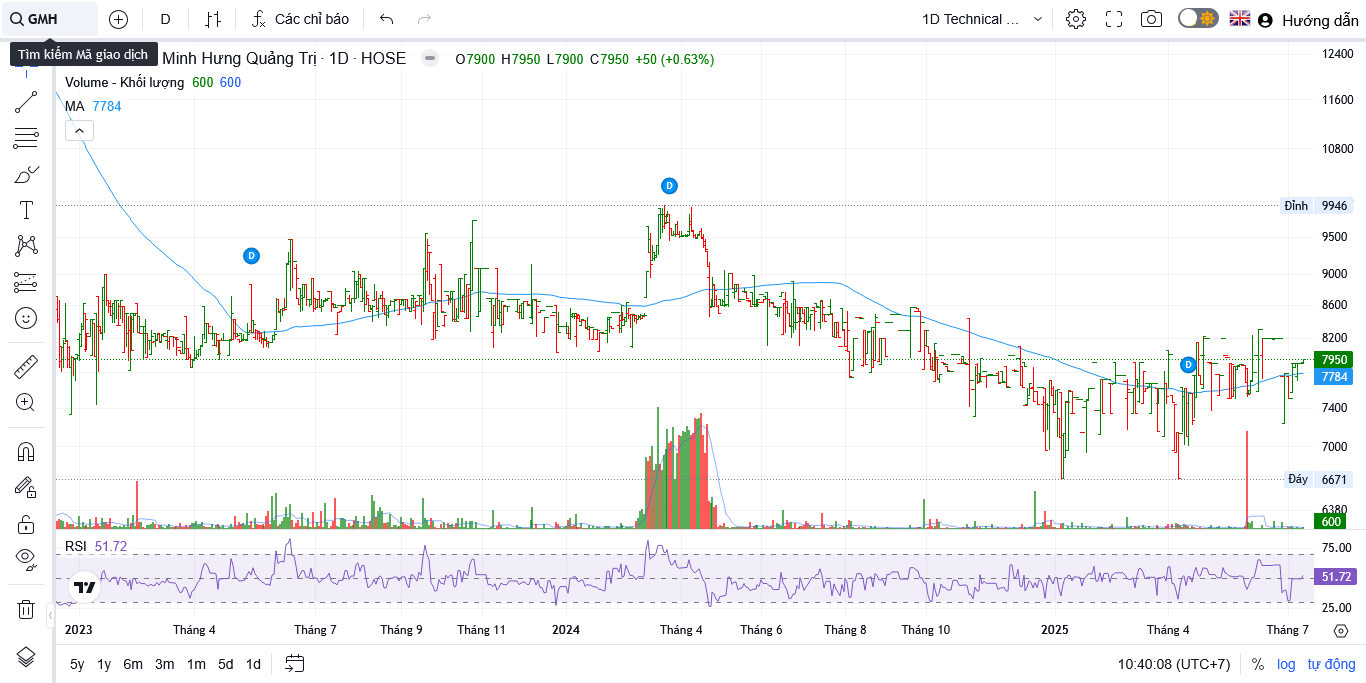 GMH D Các chỉ báo 1D Technical ... Hướng dẫn
Tìm kiếm Mã giao dịch Minh Hưng Quảng Trị · 1D · HOSE O7900 H7950 L7900 C7950 +50 (+0.63%)
Volume - Khối lượng 600 600
MA 7784
12400
11600
10800
Đỉnh 9946
9500
9000
8600
8200
7950
7784
7400
7000
Đáy 6671
6380
600
D
D
D
RSI 51.72
75.00
51.72
25.00
2023 Tháng 4 Tháng 7 Tháng 9 Tháng 11 2024 Tháng 4 Tháng 6 Tháng 8 Tháng 10 2025 Tháng 4 Tháng 7
5y 1y 6m 3m 1m 5d 1d 10:40:08 (UTC+7) % log tự động